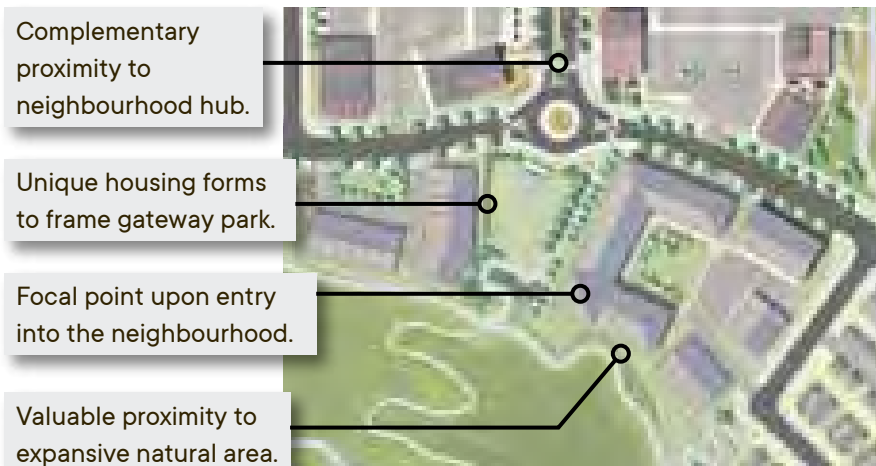 Complementary
proximity to
neighbourhood hub.
Unique housing forms
to frame gateway park.
Focal point upon entry
into the neighbourhood.
Valuable proximity to
expansive natural area.